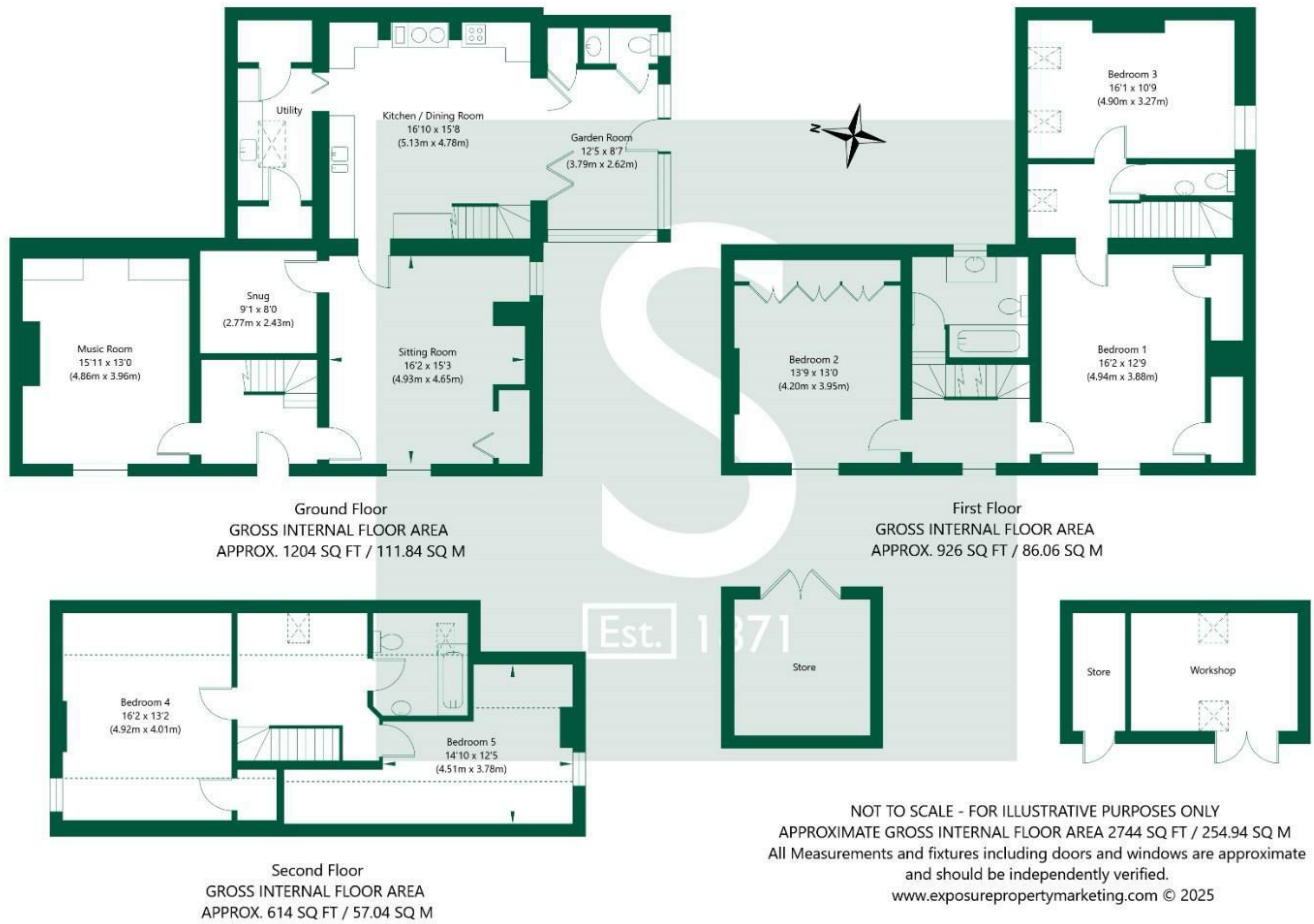 Utility
Kitchen / Dining Room
16'10 x 15'8
(5.13m x 4.78m)
Garden Room
12'5 x 8'7
(3.79m x 2.62m)
Music Room
15'11 x 13'0
(4.86m x 3.96m)
Snug
9'1 x 8'0
(2.77m x 2.43m)
Sitting Room
16'2 x 15'3
(4.93m x 4.65m)
Ground Floor
GROSS INTERNAL FLOOR AREA
APPROX. 1204 SQ FT / 111.84 SQ M
N
Bedroom 3
16'1 x 10'9
(4.90m x 3.27m)
Bedroom 2
13'9 x 13'0
(4.20m x 3.95m)
Bedroom 1
16'2 x 12'9
(4.94m x 3.88m)
First Floor
GROSS INTERNAL FLOOR AREA
APPROX. 926 SQ FT / 86.06 SQ M
S
Est. 1871
Bedroom 4
16'2 x 13'2
(4.92m x 4.01m)
Bedroom 5
14'10 x 12'5
(4.51m x 3.78m)
Second Floor
GROSS INTERNAL FLOOR AREA
APPROX. 614 SQ FT / 57.04 SQ M
Store
Store
Workshop
NOT TO SCALE - FOR ILLUSTRATIVE PURPOSES ONLY
APPROXIMATE GROSS INTERNAL FLOOR AREA 2744 SQ FT / 254.94 SQ M
All Measurements and fixtures including doors and windows are approximate
and should be independently verified.
www.exposurepropertymarketing.com © 2025